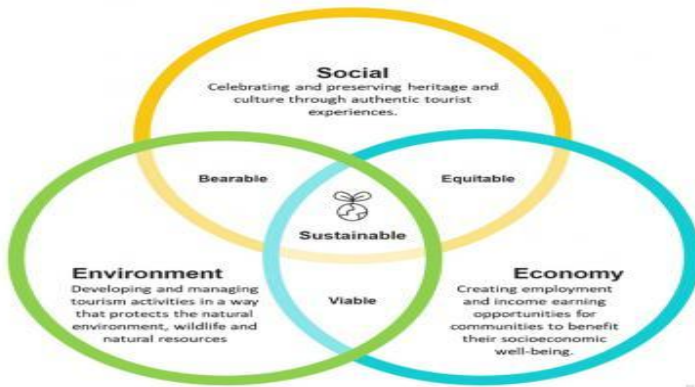 Social
Celebrating and preserving heritage and
culture through authentic tourist
experiences.
Bearable
Equitable
Sustainable
Environment
Developing and managing
tourism activities in a way
that protects the natural
environment, wildlife and
natural resources
Viable
Economy
Creating employment
and income earning
opportunities for
communities to benefit
their socioeconomic
well-being.